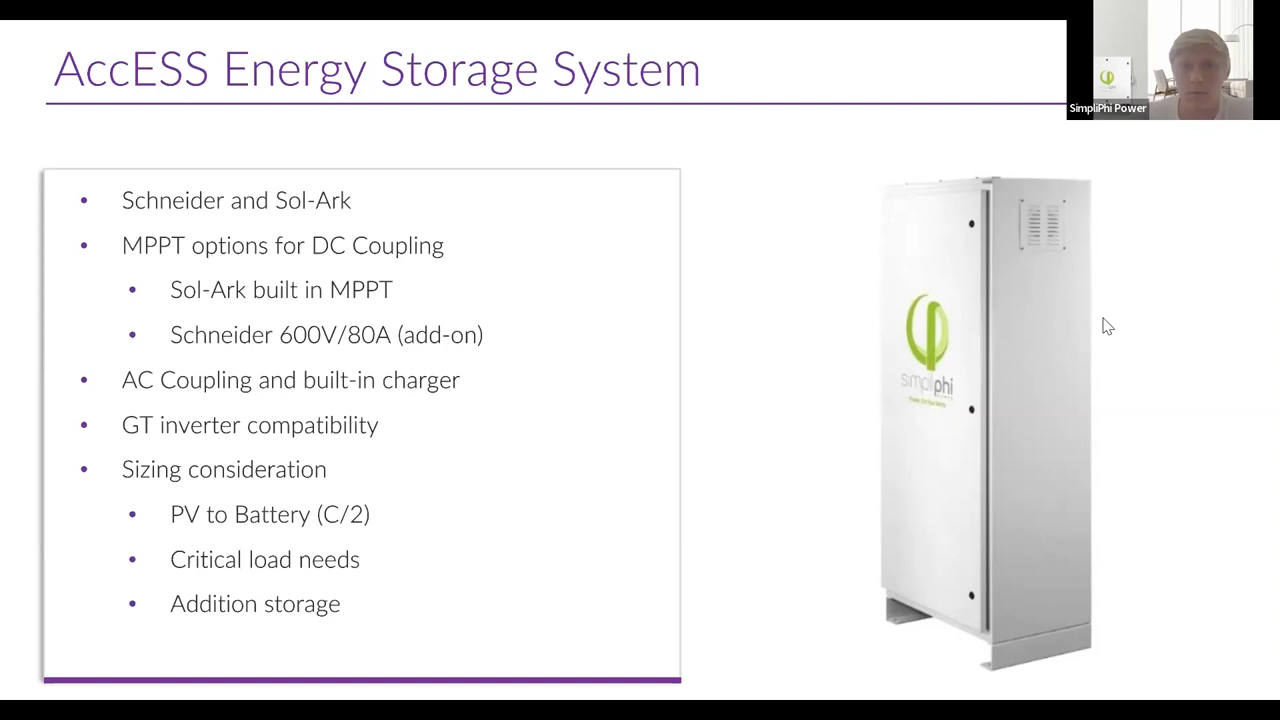 AccESS Energy Storage System
SimpliPhi Power
• Schneider and Sol-Ark
• MPPT options for DC Coupling
• Sol-Ark built in MPPT
• Schneider 600V/80A (add-on)
• AC Coupling and built-in charger
• GT inverter compatibility
• Sizing consideration
• PV to Battery (C/2)
• Critical load needs
• Addition storage
simpliphi